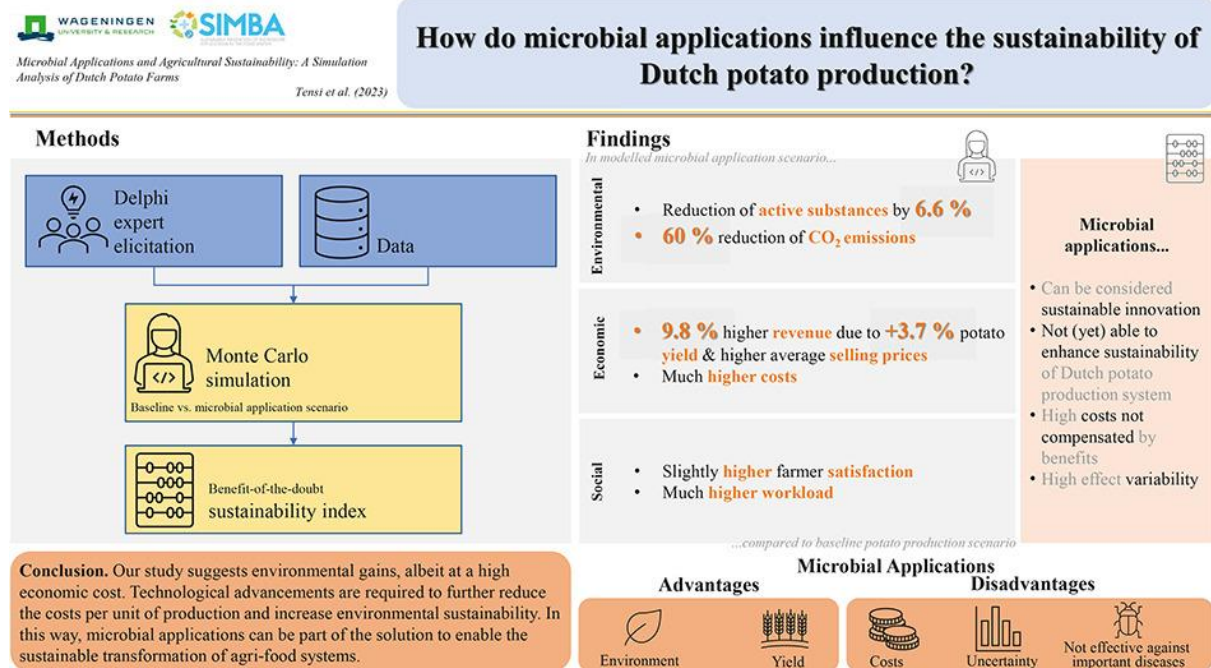 WAGENINGEN
UNIVERSITY & RESEARCH
SIMBA
Microbial Applications and Agricultural Sustainability: A Simulation
Analysis of Dutch Potato Farms
Tensi et al. (2023)
How do microbial applications influence the sustainability of
Dutch potato production?
Methods
Delphi
expert
elicitation
Data
Monte Carlo
simulation
Baseline vs. microbial application scenario
Benefit-of-the-doubt
sustainability index
Findings
In modelled microbial application scenario...
Environmental
• Reduction of active substances by 6.6 %
• 60 % reduction of CO₂ emissions
Economic
• 9.8 % higher revenue due to +3.7 % potato
yield & higher average selling prices
• Much higher costs
Social
• Slightly higher farmer satisfaction
• Much higher workload
...compared to baseline potato production scenario
Microbial
applications...
• Can be considered
sustainable innovation
• Not (yet) able to
enhance sustainability
of Dutch potato
production system
• High costs not
compensated by
benefits
• High effect variability
Conclusion. Our study suggests environmental gains, albeit at a high
economic cost. Technological advancements are required to further reduce
the costs per unit of production and increase environmental sustainability. In
this way, microbial applications can be part of the solution to enable the
sustainable transformation of agri-food systems.
Microbial Applications
Advantages
Environment
Yield
Disadvantages
Costs
Uncertainty
Not effective against
important diseases